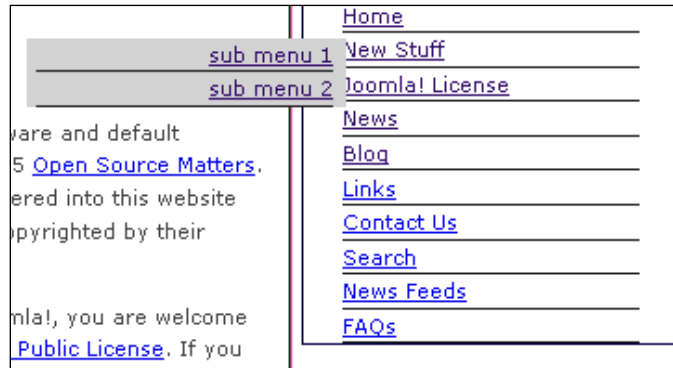 Home
sub menu 1
New Stuff
sub menu 2
Joomla! License
News
ware and default
Blog
5 Open Source Matters.
Links
ered into this website
Contact Us
pyrighted by their
Search
News Feeds
mla!, you are welcome
FAQs
Public License. If you